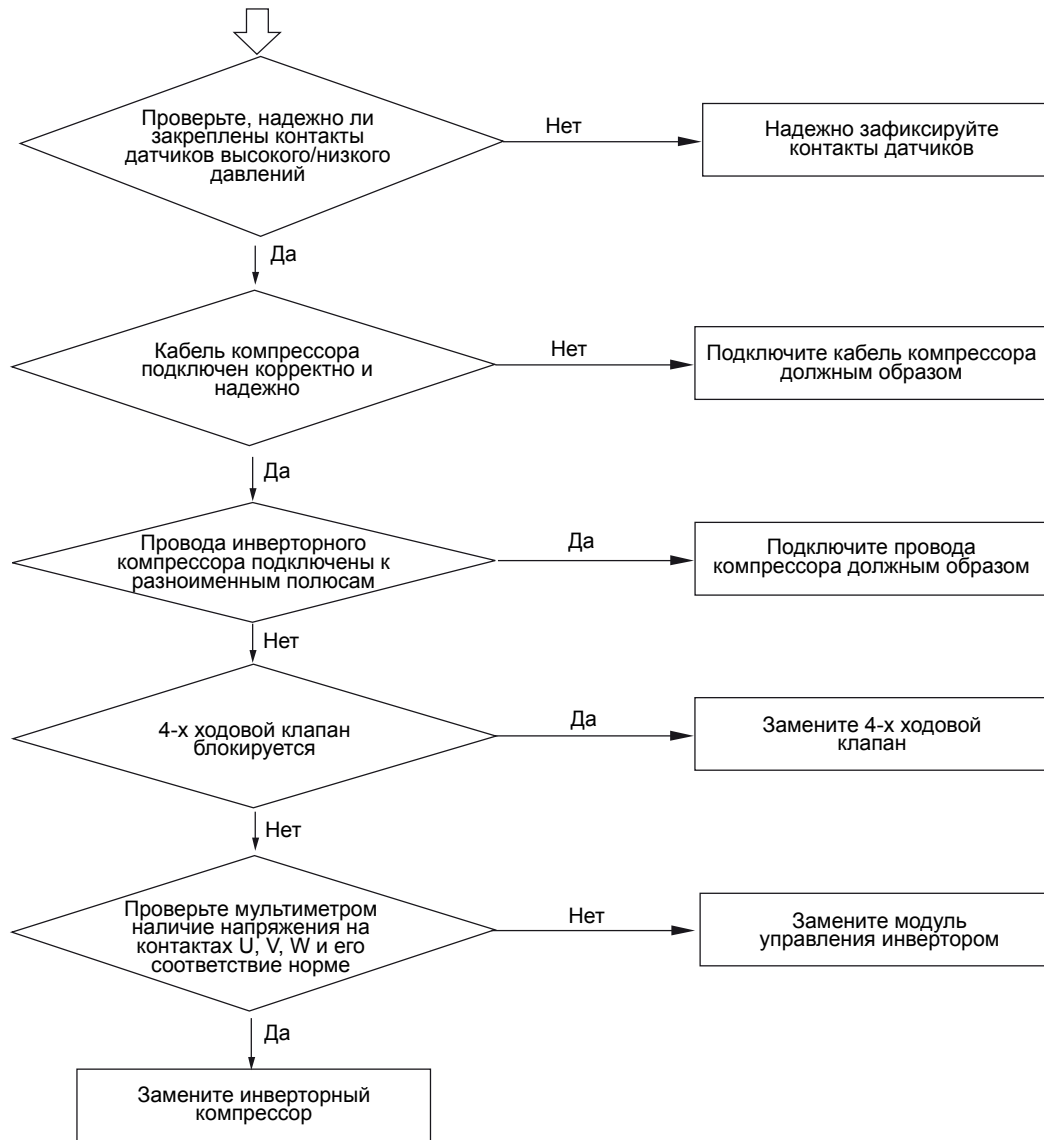 Проверьте, надежно ли
закреплены контакты
датчиков высокого/низкого
давлений
Нет
Надежно зафиксируйте
контакты датчиков
Да
Кабель компрессора
подключен корректно и
надежно
Нет
Подключите кабель компрессора
должным образом
Да
Провода инверторного
компрессора подключены к
разноименным полюсам
Да
Подключите провода
компрессора должным образом
Нет
4-х ходовой клапан
блокируется
Да
Замените 4-х ходовой
клапан
Нет
Проверьте мультиметром
наличие напряжения на
контактах U, V, W и его
соответствие норме
Нет
Замените модуль
управления инвертором
Да
Замените инверторный
компрессор